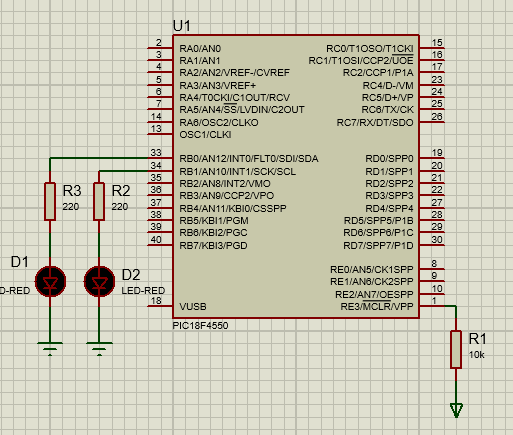 U1
2 RA0/AN0 RC0/T1OSO/T1CKI 15
3 RA1/AN1 RC1/T1OSI/CCP2/UOE 16
4 RA2/AN2/VREF-/CVREF RC2/CCP1/P1A 17
5 RA3/AN3/VREF+ RC4/D-/VM 23
6 RA4/T0CKI/C1OUT/RCV RC5/D+/VP 24
7 RA5/AN4/SS/LVDIN/C2OUT RC6/TX/CK 25
14 RA6/OSC2/CLKO RC7/RX/DT/SDO 26
13 OSC1/CLKI
33 RB0/AN12/INT0/FLT0/SDI/SDA RD0/SPP0 19
34 RB1/AN10/INT1/SCK/SCL RD1/SPP1 20
35 RB2/AN8/INT2/VMO RD2/SPP2 21
36 RB3/AN9/CCP2/VPO RD3/SPP3 22
37 RB4/AN11/KBI0/CSSPP RD4/SPP4 27
38 RB5/KBI1/PGM RD5/SPP5/P1B 28
39 RB6/KBI2/PGC RD6/SPP6/P1C 29
40 RB7/KBI3/PGD RD7/SPP7/P1D 30
RE0/AN5/CK1SPP 8
RE1/AN6/CK2SPP 9
RE2/AN7/OESPP 10
18 VUSB RE3/MCLR/VPP 1
PIC18F4550
R3
220
R2
220
D1
D-RED
D2
LED-RED
R1
10k